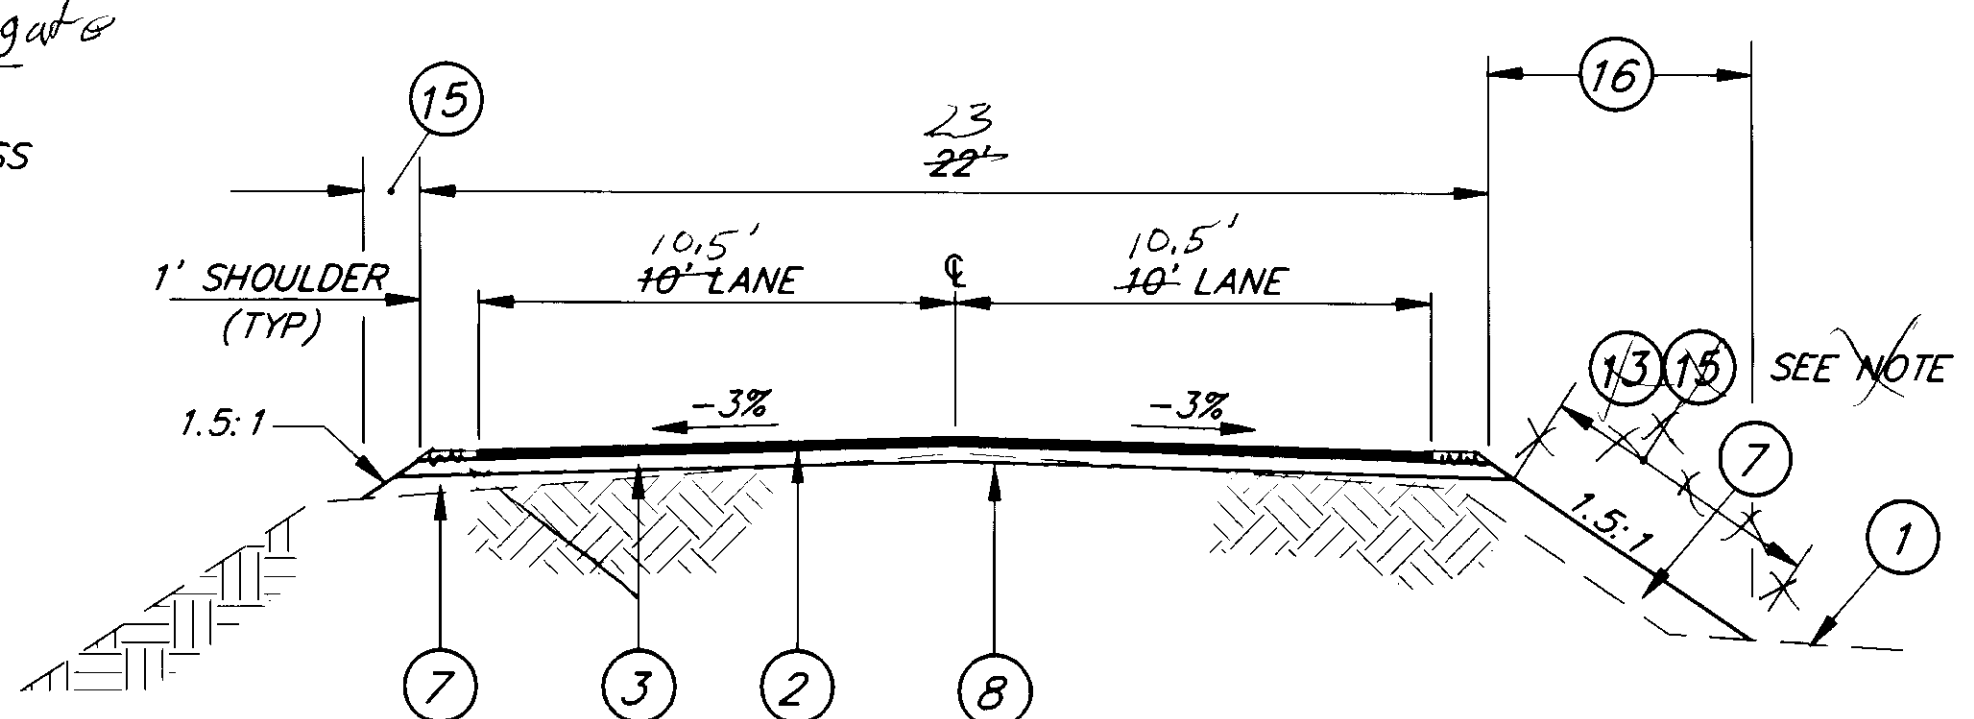 gate
SS
15
16
23
22'
10.5'
10' LANE
℄
10.5'
10' LANE
1' SHOULDER
(TYP)
13 15 SEE NOTE
-3%
-3%
1.5:1
7
1.5:1
1
7
3
2
8